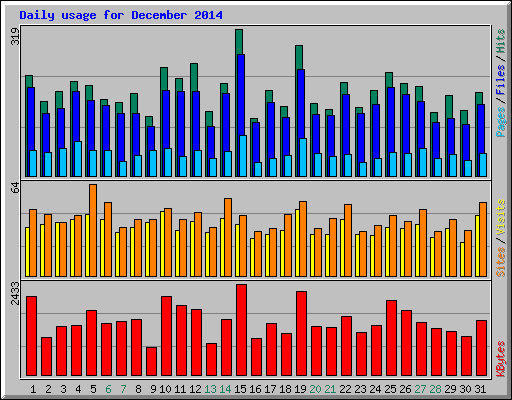 Daily usage for December 2014
319
Pages / Files / Hits
64
Sites / Visits
2433
KBytes
1 2 3 4 5 6 7 8 9 10 11 12 13 14 15 16 17 18 19 20 21 22 23 24 25 26 27 28 29 30 31